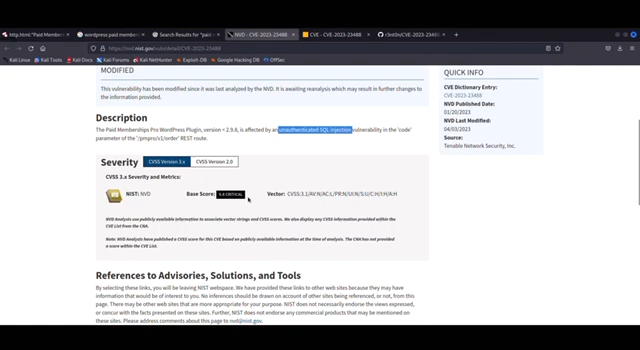 http.html:"Paid Member
wordpress paid members
Search Results for "paid m
NVD - CVE-2023-23488
CVE - CVE-2023-23488
r3nt0n/CVE-2023-23488
https://nvd.nist.gov/vuln/detail/CVE-2023-23488
Kali Linux Kali Tools Kali Docs Kali Forums Kali NetHunter Exploit-DB Google Hacking DB OffSec
MODIFIED
This vulnerability has been modified since it was last analyzed by the NVD. It is awaiting reanalysis which may result in further changes to
the information provided.
Description
The Paid Memberships Pro WordPress Plugin, version < 2.9.8, is affected by an unauthenticated SQL injection vulnerability in the 'code'
parameter of the '/pmpro/v1/order' REST route.
Severity
CVSS Version 3.x
CVSS Version 2.0
CVSS 3.x Severity and Metrics:
NIST: NVD
Base Score: 9.8 CRITICAL
Vector: CVSS:3.1/AV:N/AC:L/PR:N/UI:N/S:U/C:H/I:H/A:H
NVD Analysts use publicly available information to associate vector strings and CVSS scores. We also display any CVSS information provided within the
CVE List from the CNA.
Note: NVD Analysts have published a CVSS score for this CVE based on publicly available information at the time of analysis. The CNA has not provided
a score within the CVE List.
References to Advisories, Solutions, and Tools
By selecting these links, you will be leaving NIST webspace. We have provided these links to other web sites because they may have
information that would be of interest to you. No inferences should be drawn on account of other sites being referenced, or not, from this
page. There may be other web sites that are more appropriate for your purpose. NIST does not necessarily endorse the views expressed,
or concur with the facts presented on these sites. Further, NIST does not endorse any commercial products that may be mentioned on
these sites. Please address comments about this page to nvd@nist.gov.
QUICK INFO
CVE Dictionary Entry:
CVE-2023-23488
NVD Published Date:
01/20/2023
NVD Last Modified:
04/03/2023
Source:
Tenable Network Security, Inc.